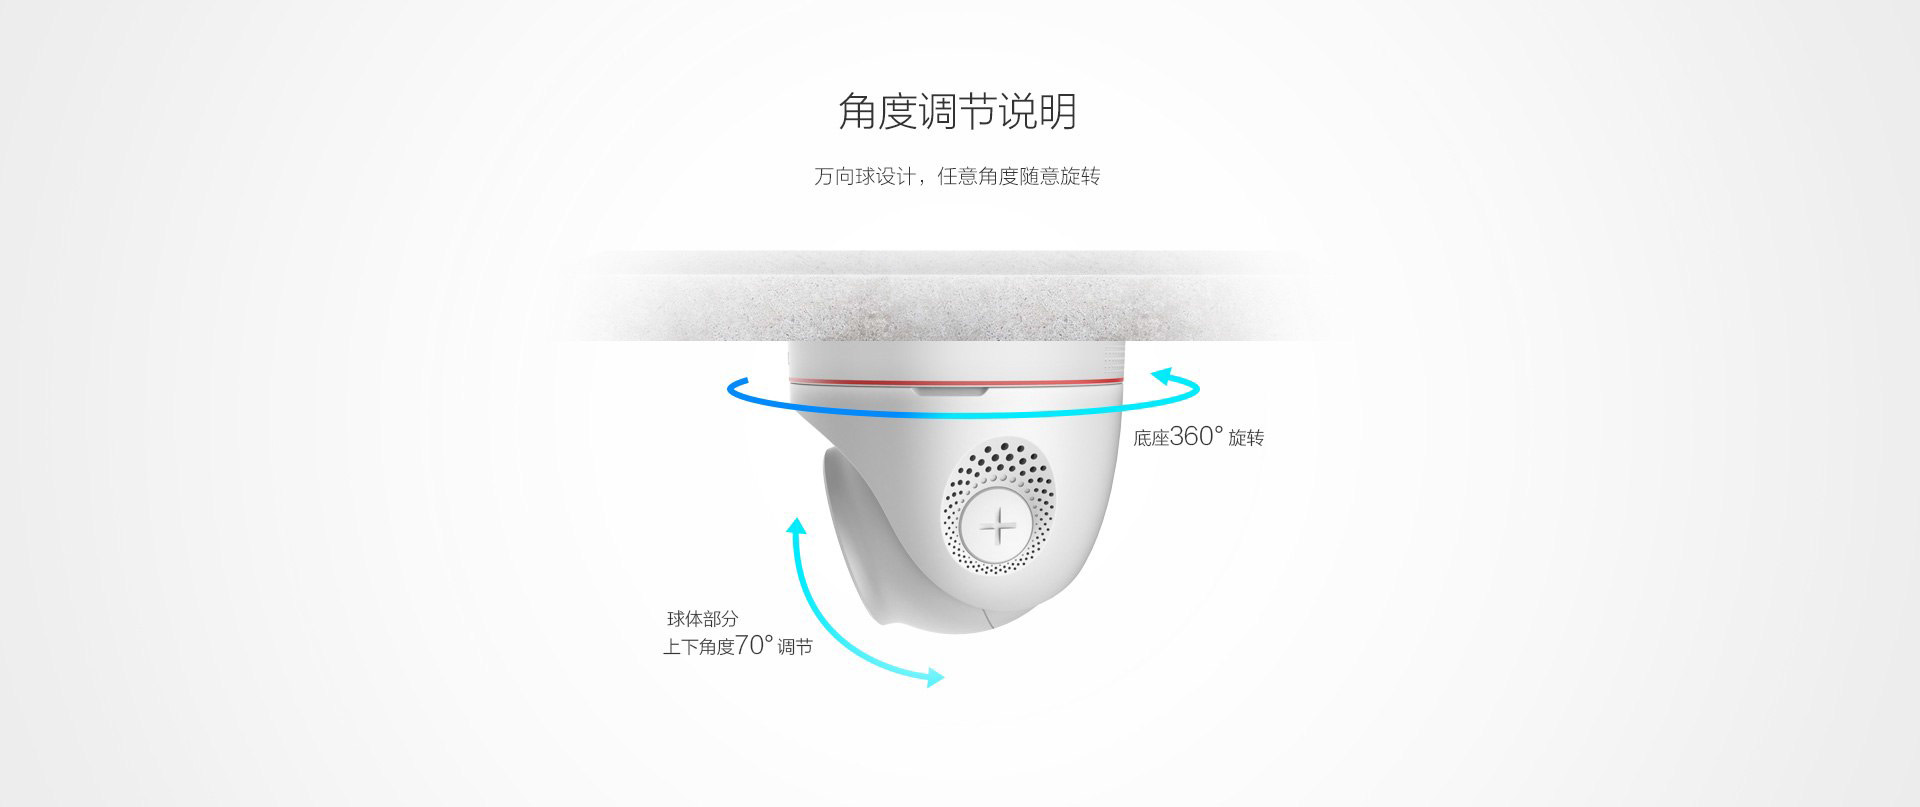 角度调节说明
万向球设计，任意角度随意旋转
底座360° 旋转
球体部分
上下角度70° 调节